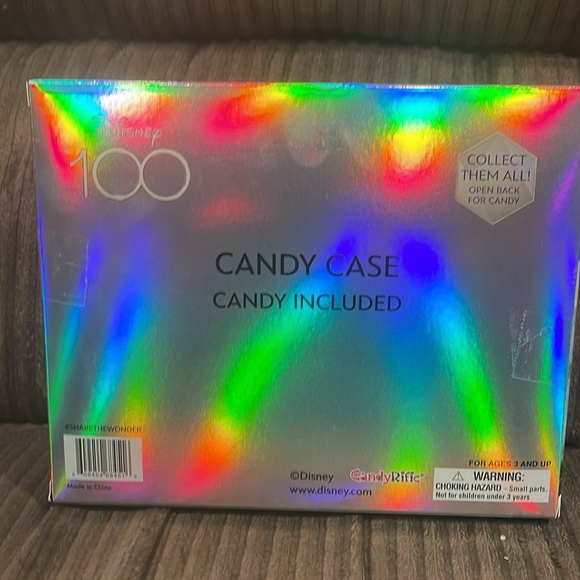 Disney
100
COLLECT
THEM ALL!
OPEN BACK
FOR CANDY
CANDY CASE
CANDY INCLUDED
#SHARETHEWONDER
Made in China
©Disney
CandyRific
www.disney.com
FOR AGES 3 AND UP
WARNING:
CHOKING HAZARD - Small parts.
Not for children under 3 years